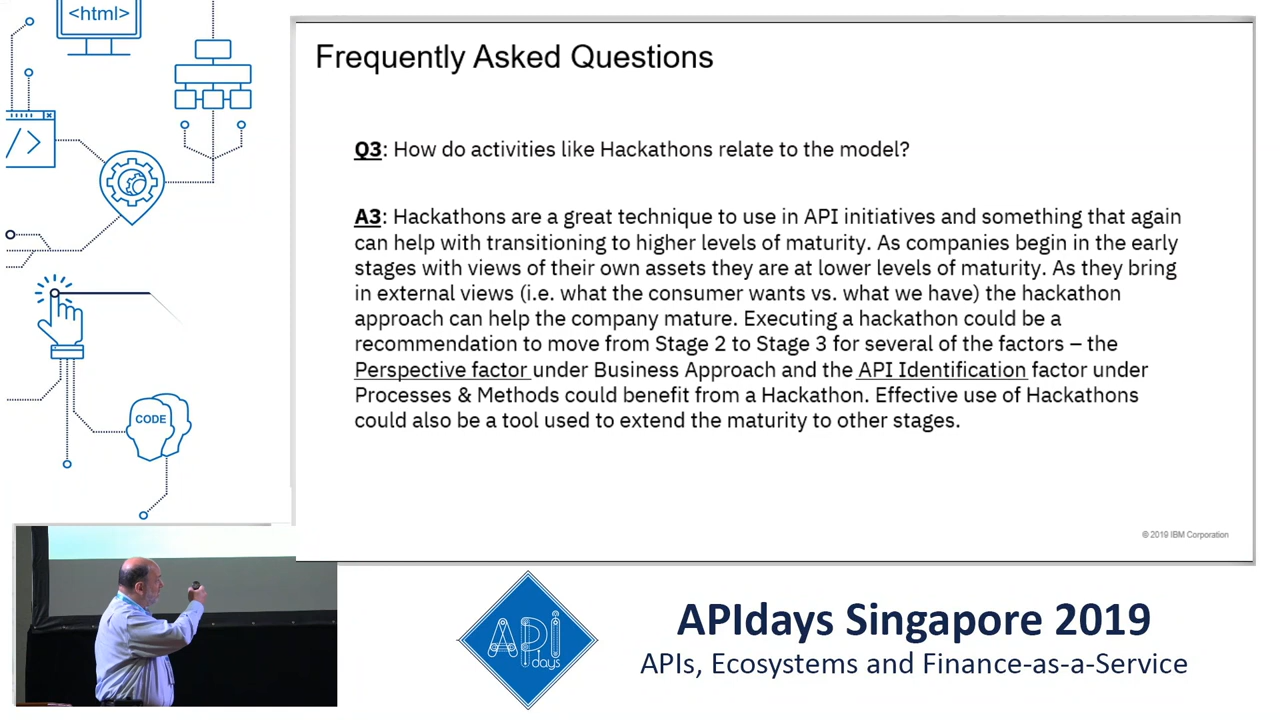 <html>
Frequently Asked Questions
Q3: How do activities like Hackathons relate to the model?
A3: Hackathons are a great technique to use in API initiatives and something that again
can help with transitioning to higher levels of maturity. As companies begin in the early
stages with views of their own assets they are at lower levels of maturity. As they bring
in external views (i.e. what the consumer wants vs. what we have) the hackathon
approach can help the company mature. Executing a hackathon could be a
recommendation to move from Stage 2 to Stage 3 for several of the factors – the
Perspective factor under Business Approach and the API Identification factor under
Processes & Methods could benefit from a Hackathon. Effective use of Hackathons
could also be a tool used to extend the maturity to other stages.
© 2019 IBM Corporation
/>
CODE
API
days
APIdays Singapore 2019
APIs, Ecosystems and Finance-as-a-Service